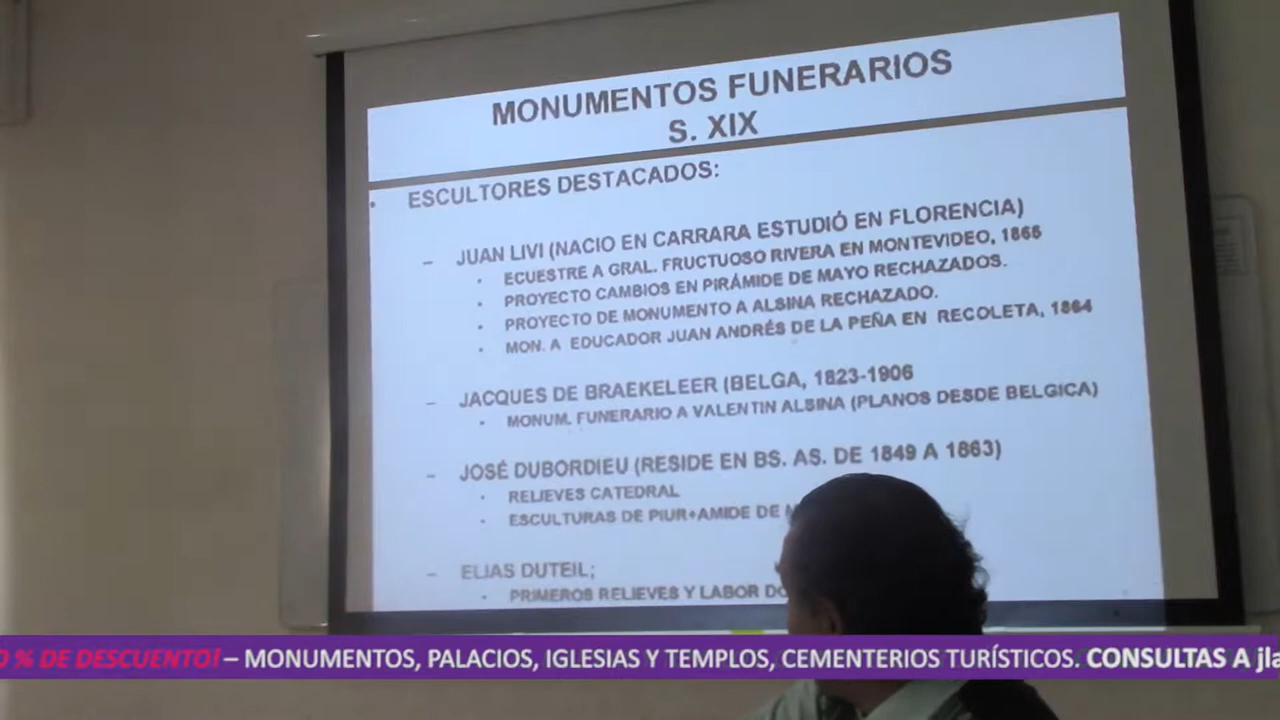 MONUMENTOS FUNERARIOS
S. XIX
• ESCULTORES DESTACADOS:
– JUAN LIVI (NACIO EN CARRARA ESTUDIÓ EN FLORENCIA)
• ECUESTRE A GRAL. FRUCTUOSO RIVERA EN MONTEVIDEO, 1865
• PROYECTO CAMBIOS EN PIRÁMIDE DE MAYO RECHAZADOS.
• PROYECTO DE MONUMENTO A ALSINA RECHAZADO.
• MON. A EDUCADOR JUAN ANDRÉS DE LA PEÑA EN RECOLETA, 1864
– JACQUES DE BRAEKELEER (BELGA, 1823-1906
• MONUM. FUNERARIO A VALENTIN ALSINA (PLANOS DESDE BELGICA)
– JOSÉ DUBORDIEU (RESIDE EN BS. AS. DE 1849 A 1863)
• RELIEVES CATEDRAL
• ESCULTURAS DE PIUR+AMIDE DE
– ELIAS DUTEIL;
• PRIMEROS RELIEVES Y LABOR
0 % DE DESCUENTO! – MONUMENTOS, PALACIOS, IGLESIAS Y TEMPLOS, CEMENTERIOS TURÍSTICOS. CONSULTAS A jla